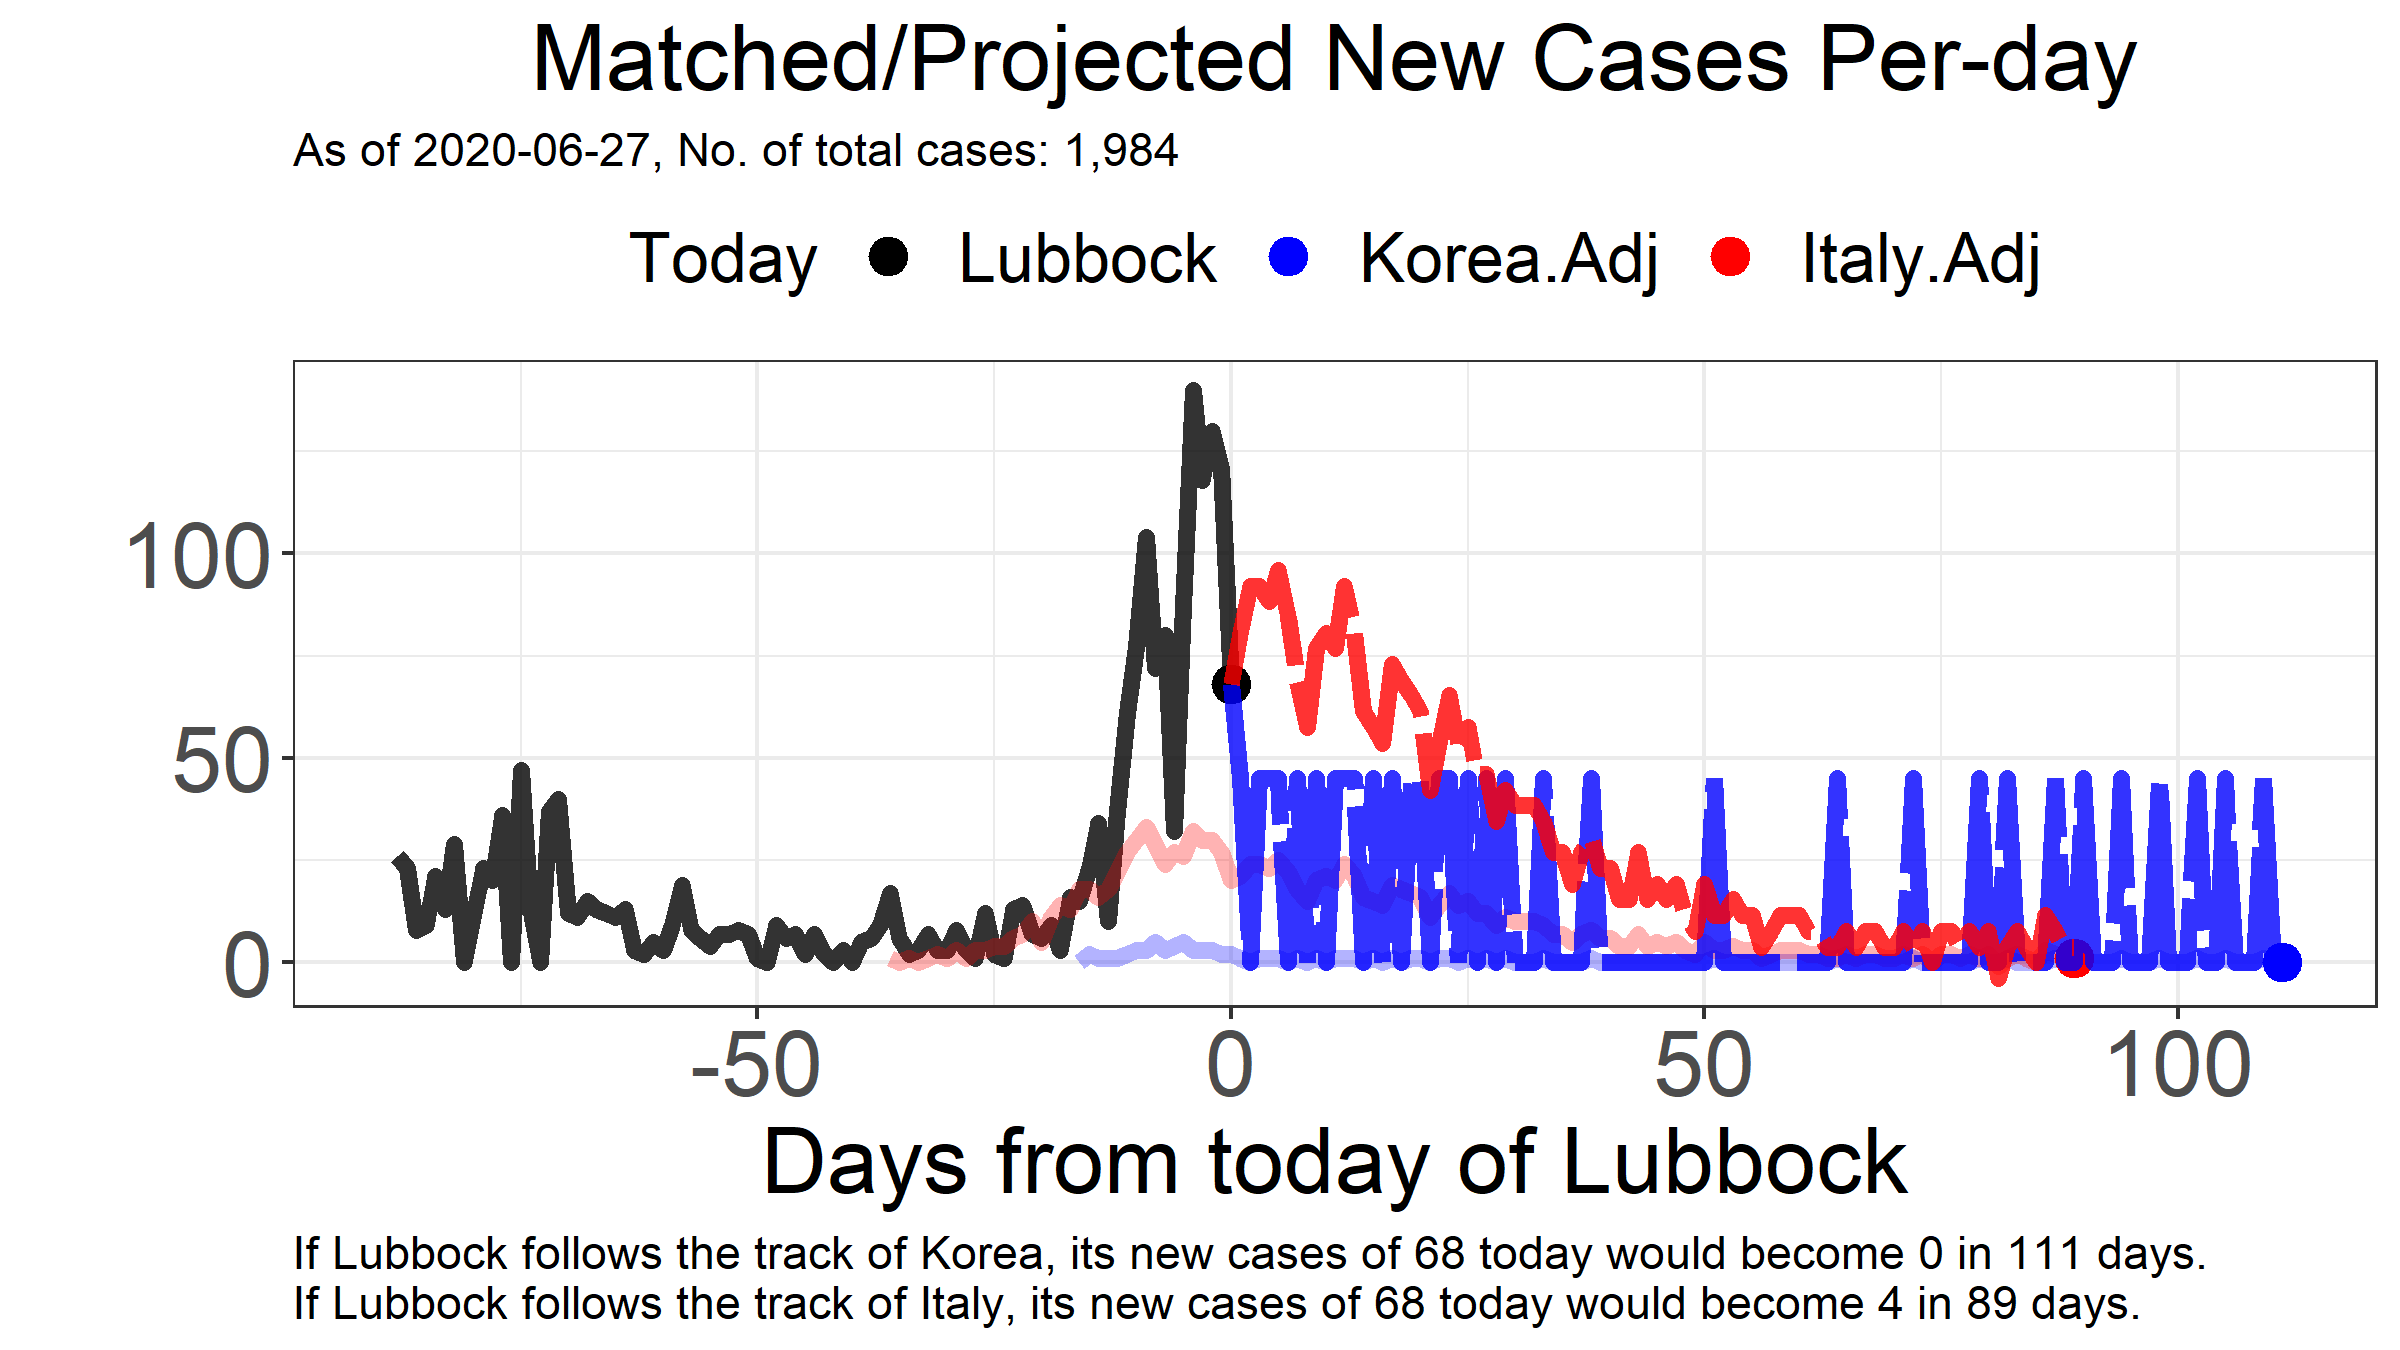 Matched/Projected New Cases Per-day
As of 2020-06-27, No. of total cases: 1,984
Today Lubbock Korea.Adj Italy.Adj
100
50
0
-50 0 50 100
Days from today of Lubbock
If Lubbock follows the track of Korea, its new cases of 68 today would become 0 in 111 days.
If Lubbock follows the track of Italy, its new cases of 68 today would become 4 in 89 days.